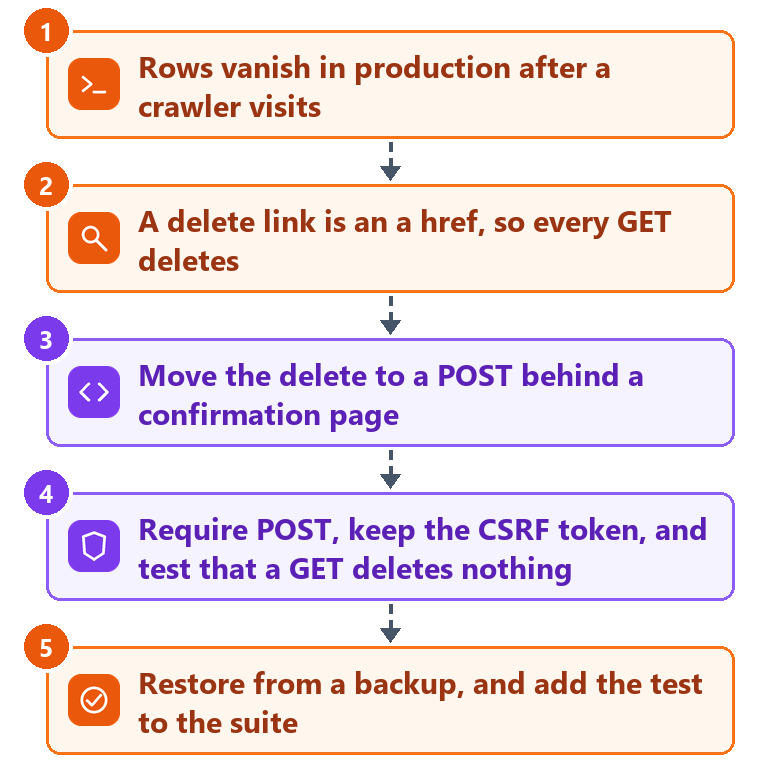 1
Rows vanish in production after a
crawler visits
2
A delete link is an a href, so every GET
deletes
3
Move the delete to a POST behind a
confirmation page
4
Require POST, keep the CSRF token, and
test that a GET deletes nothing
5
Restore from a backup, and add the test
to the suite